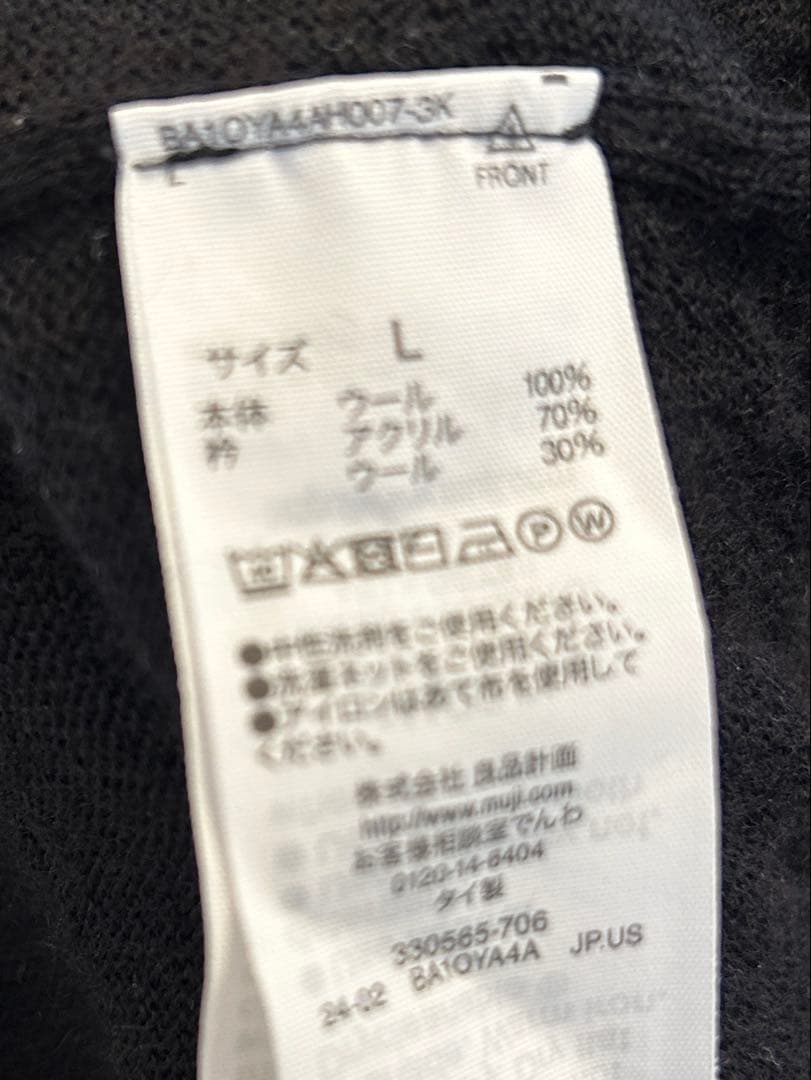 BA1OYA4AH007-3K
L
FRONT
サイズ L
本体 ウール 100%
衿 アクリル 70%
ウール 30%
P W
●中性洗剤をご使用ください。
●洗濯ネットをご使用ください。
●アイロンはあて布を使用して
ください。
株式会社 良品計画
http://www.muji.com
お客様相談室でんわ
0120-14-6404
タイ製
330565-706
24-02 BA1OYA4A JP.US